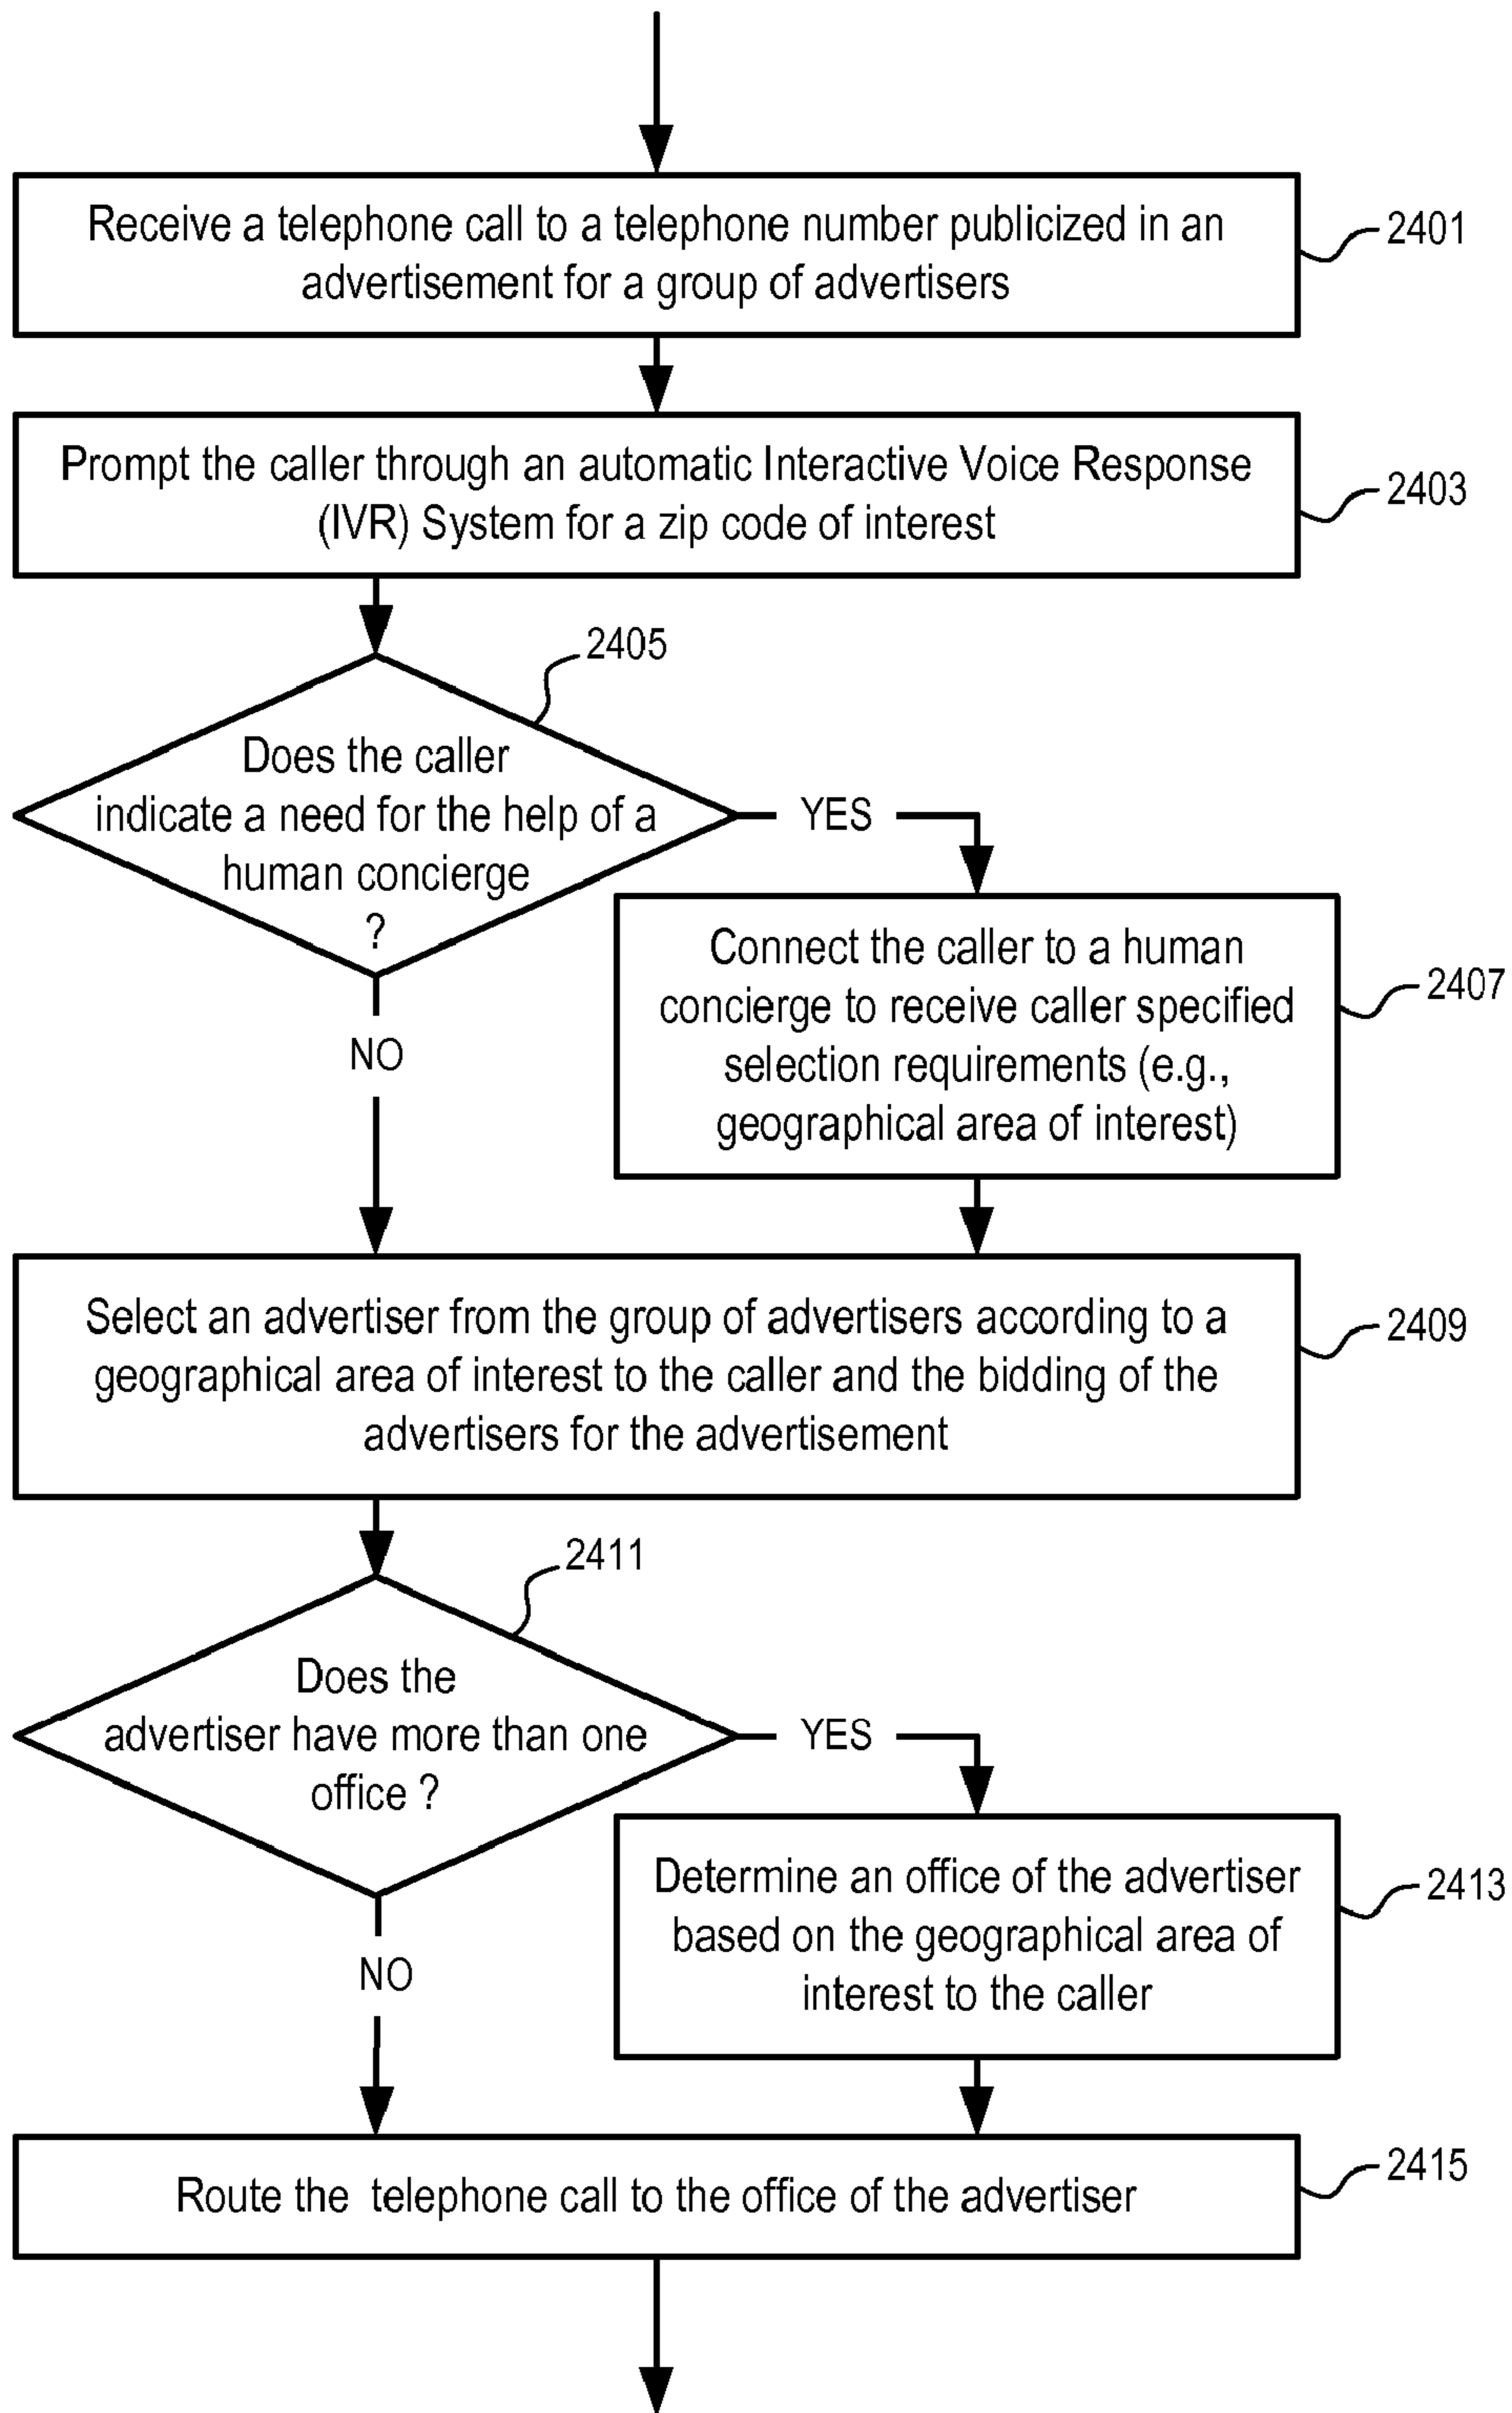 Receive a telephone call to a telephone number publicized in an
advertisement for a group of advertisers
2401
Prompt the caller through an automatic Interactive Voice Response
(IVR) System for a zip code of interest
2403
2405
Does the caller
indicate a need for the help of a
human concierge
?
YES
NO
Connect the caller to a human
concierge to receive caller specified
selection requirements (e.g.,
geographical area of interest)
2407
Select an advertiser from the group of advertisers according to a
geographical area of interest to the caller and the bidding of the
advertisers for the advertisement
2409
2411
Does the
advertiser have more than one
office ?
YES
NO
Determine an office of the advertiser
based on the geographical area of
interest to the caller
2413
Route the telephone call to the office of the advertiser
2415